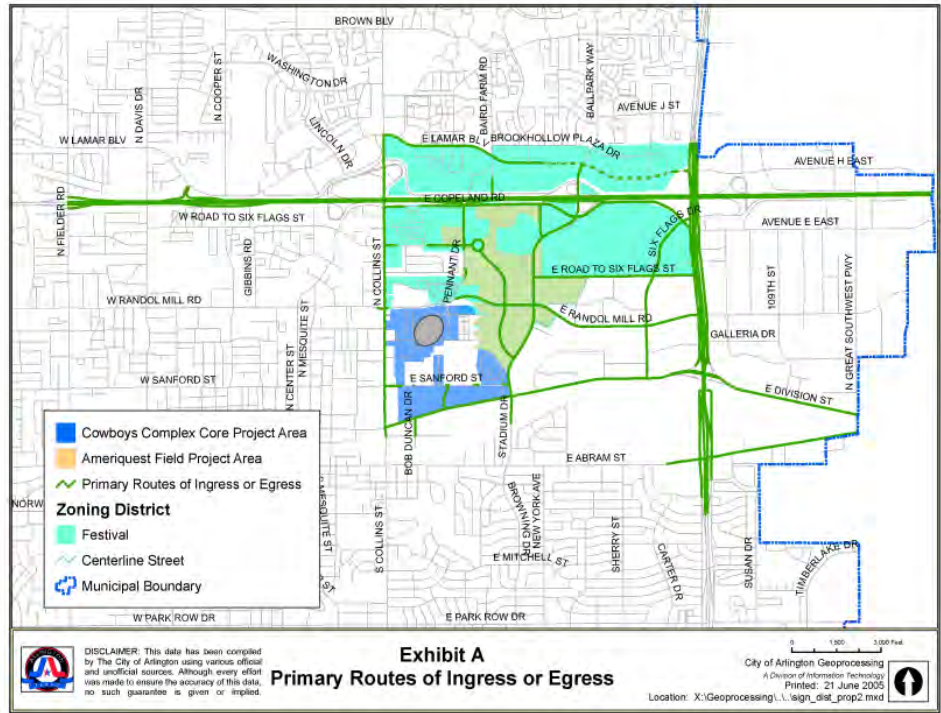 BROWN BLV
WASHINGTON DR
N COOPER ST
N DAVIS DR
BAIRD FARM RD
BALLPARK WAY
AVENUE J ST
LINCOLN DR
W LAMAR BLV
E LAMAR BLV
BROOKHOLLOW PLAZA DR
AVENUE H EAST
N FIELDER RD
E COPELAND RD
W ROAD TO SIX FLAGS ST
AVENUE E EAST
SIX FLAGS DR
GIBBINS RD
N COLLINS ST
PENNANT DR
E ROAD TO SIX FLAGS ST
109TH ST
N GREAT SOUTHWEST PWY
W RANDOL MILL RD
E RANDOL MILL RD
GALLERIA DR
N MESQUITE ST
N CENTER ST
W SANFORD ST
E SANFORD ST
E DIVISION ST
BOB DUNCAN DR
STADIUM DR
E ABRAM ST
Cowboys Complex Core Project Area
Ameriquest Field Project Area
Primary Routes of Ingress or Egress
Zoning District
Festival
Centerline Street
Municipal Boundary
NORW
MESQUITE ST
S COLLINS ST
BROWNING DR
NEW YORK AVE
E MITCHELL ST
SHERRY ST
CARTER DR
SUSAN DR
TIMBERLAKE DR
W PARK ROW DR
E PARK ROW DR
DISCLAIMER: This data has been compiled
by The City of Arlington using various official
and unofficial sources. Although every effort
was made to ensure the accuracy of this data,
no such guarantee is given or implied.
Exhibit A
Primary Routes of Ingress or Egress
0 1,500 3,000 Feet
City of Arlington Geoprocessing
A Division of Information Technology
Printed: 21 June 2005
Location: X:\Geoprocessing\..\..\sign_dist_prop2.mxd